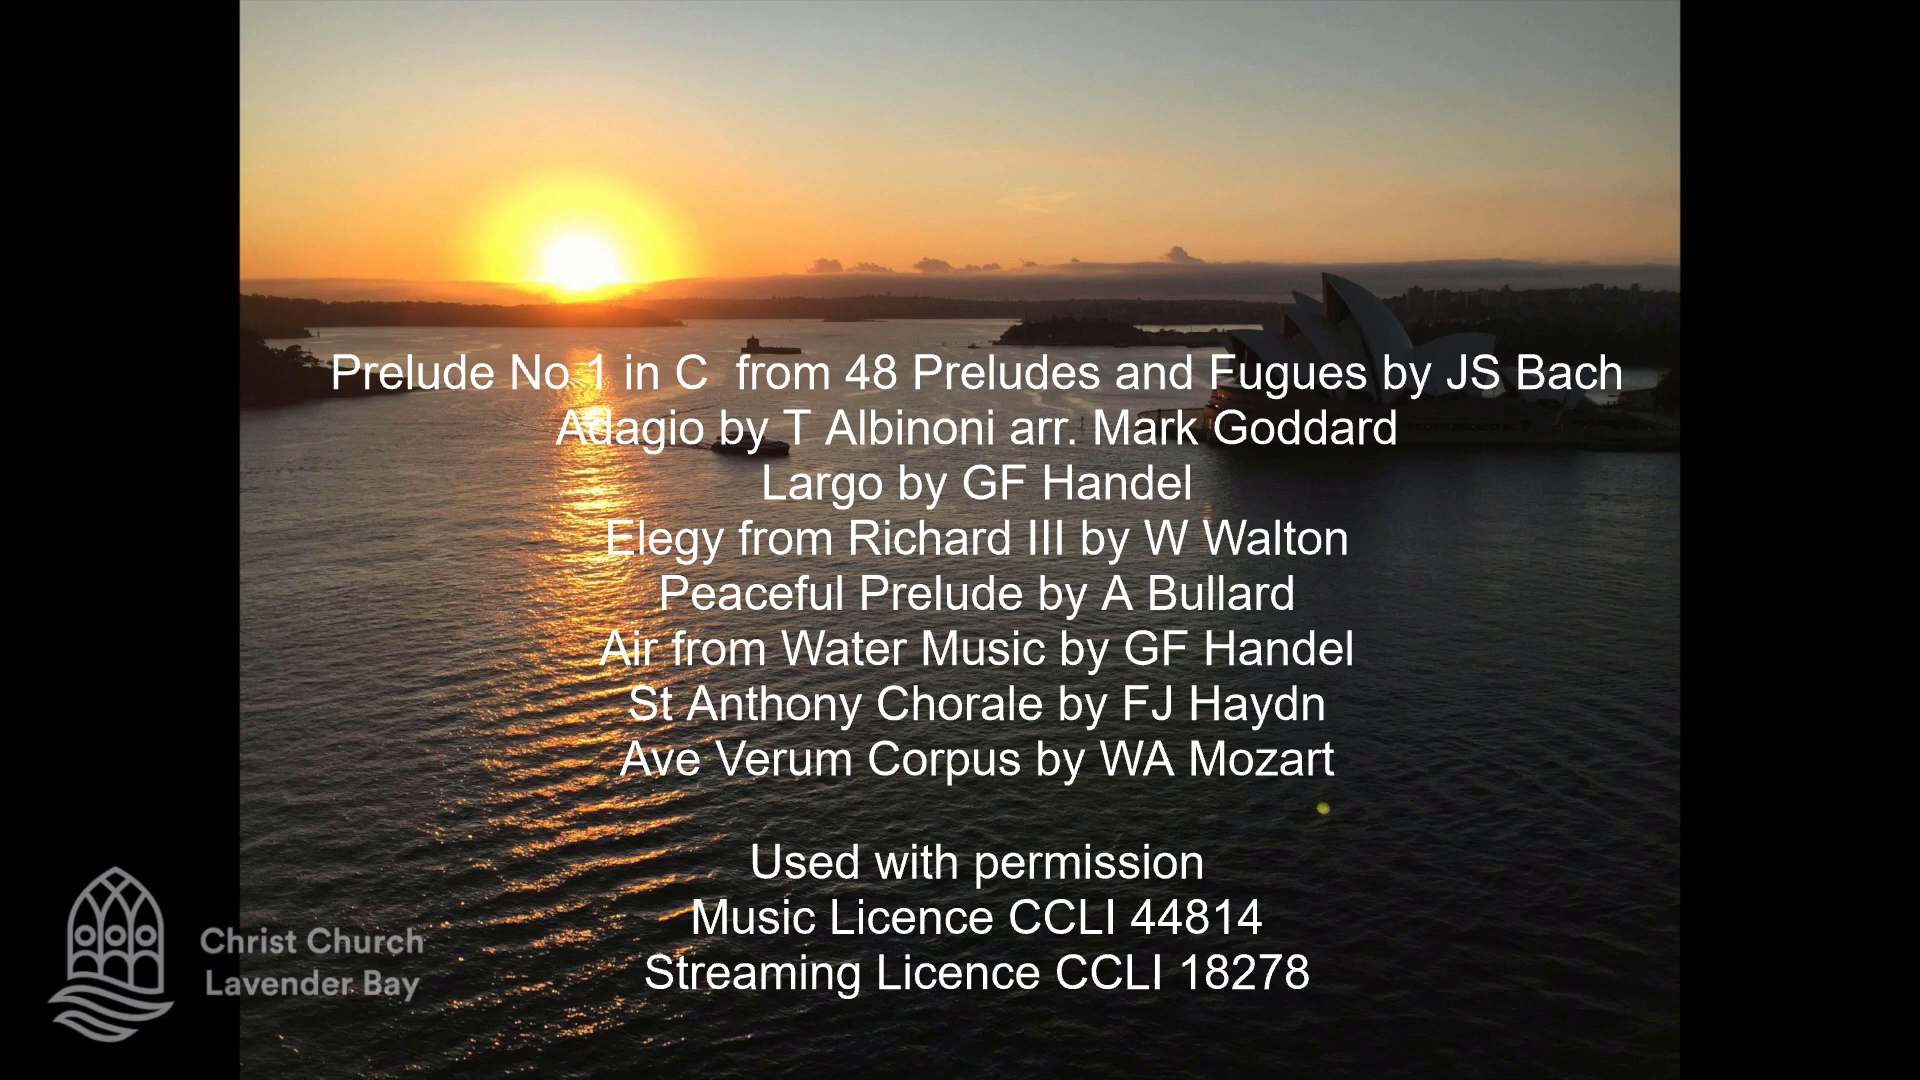 Prelude No 1 in C  from 48 Preludes and Fugues by JS Bach
Adagio by T Albinoni arr. Mark Goddard
Largo by GF Handel
Elegy from Richard III by W Walton
Peaceful Prelude by A Bullard
Air from Water Music by GF Handel
St Anthony Chorale by FJ Haydn
Ave Verum Corpus by WA Mozart
Used with permission
Music Licence CCLI 44814
Streaming Licence CCLI 18278
Christ Church
Lavender Bay